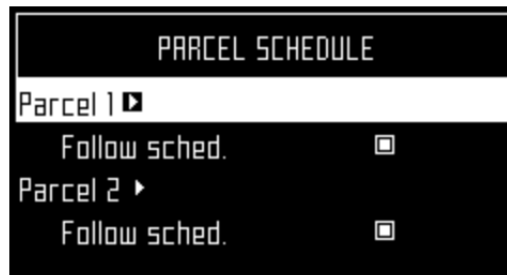 PARCEL SCHEDULE
Parcel 1
Follow sched.
Parcel 2
Follow sched.